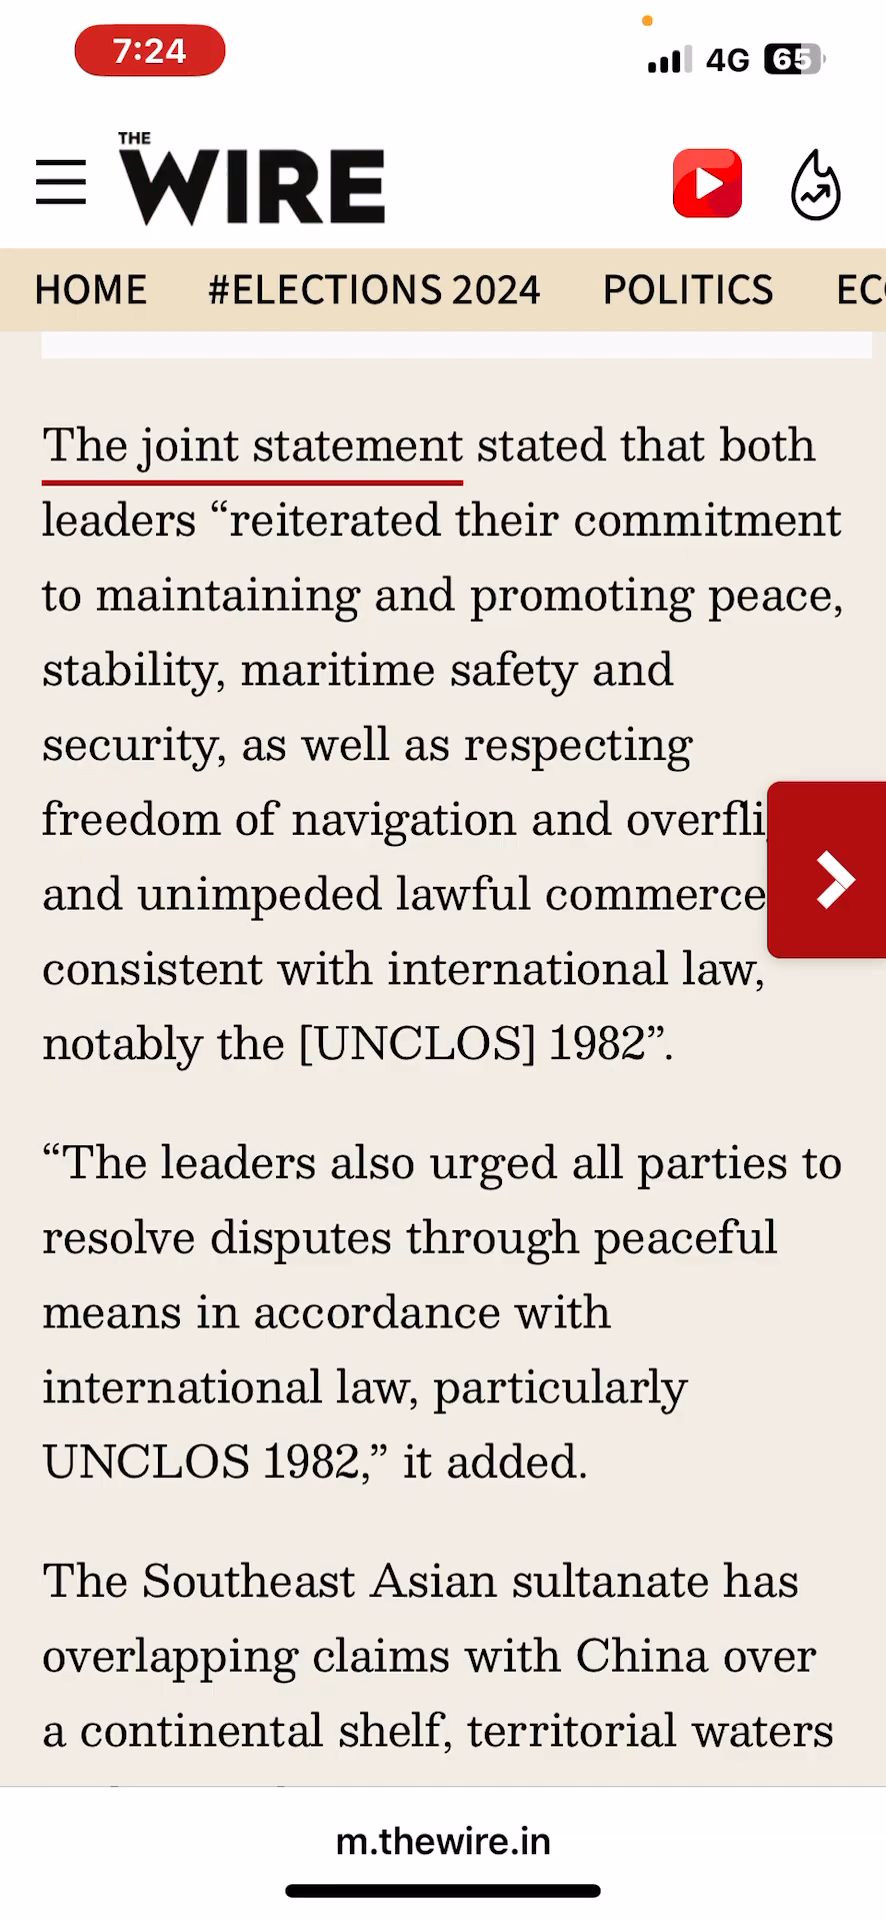 7:24
4G 65
THE
WIRE
HOME #ELECTIONS 2024 POLITICS
The joint statement stated that both
leaders “reiterated their commitment
to maintaining and promoting peace,
stability, maritime safety and
security, as well as respecting
freedom of navigation and
and unimpeded lawful commerce
consistent with international law,
notably the [UNCLOS] 1982”.
“The leaders also urged all parties to
resolve disputes through peaceful
means in accordance with
international law, particularly
UNCLOS 1982,” it added.
The Southeast Asian sultanate has
overlapping claims with China over
a continental shelf, territorial waters
m.thewire.in